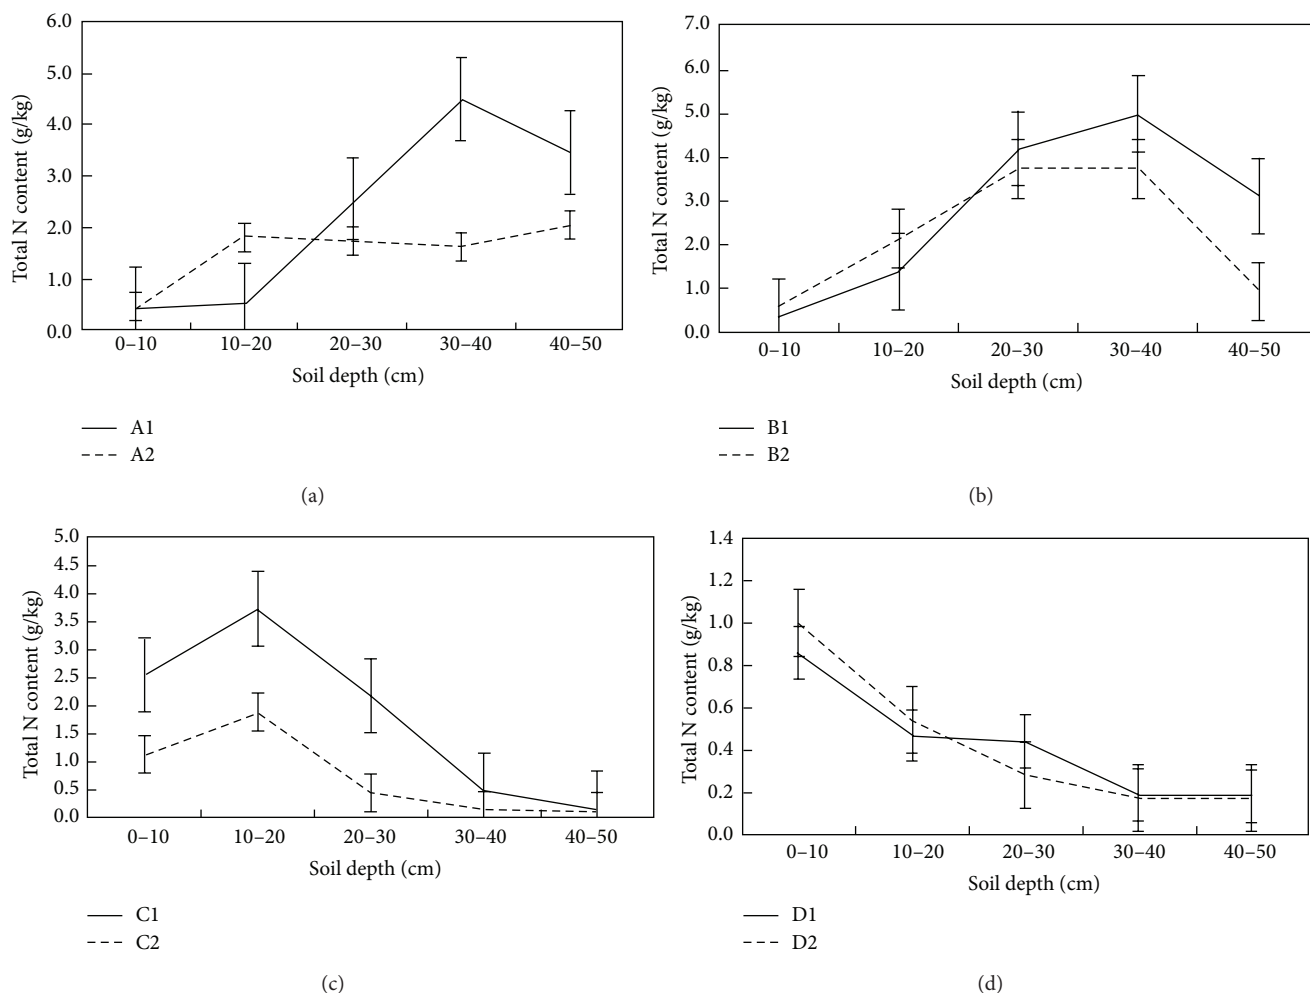 6.0
5.0
4.0
3.0
2.0
1.0
0.0
Total N content (g/kg)
0–10 10–20 20–30 30–40 40–50
Soil depth (cm)
A1
A2
(a)
7.0
6.0
5.0
4.0
3.0
2.0
1.0
0.0
Total N content (g/kg)
0–10 10–20 20–30 30–40 40–50
Soil depth (cm)
B1
B2
(b)
5.0
4.5
4.0
3.5
3.0
2.5
2.0
1.5
1.0
0.5
0.0
Total N content (g/kg)
0–10 10–20 20–30 30–40 40–50
Soil depth (cm)
C1
C2
(c)
1.4
1.2
1.0
0.8
0.6
0.4
0.2
0.0
Total N content (g/kg)
0–10 10–20 20–30 30–40 40–50
Soil depth (cm)
D1
D2
(d)